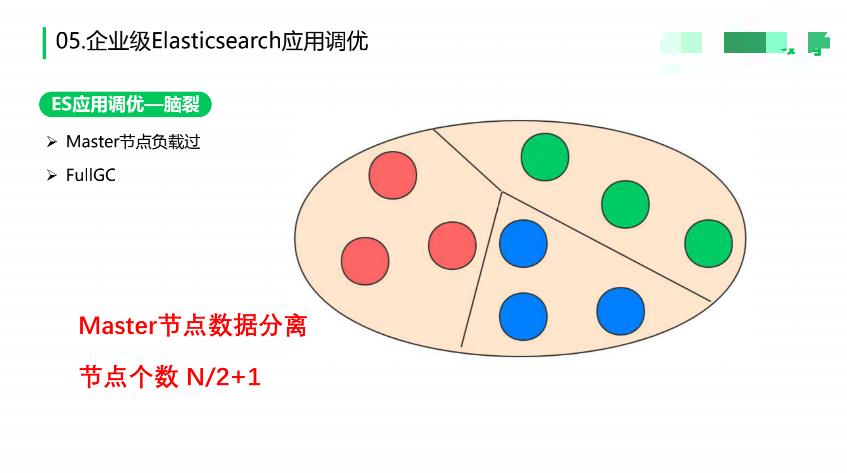 05.企业级Elasticsearch应用调优
ES应用调优—脑裂
Master节点负载过
FullGC
Master节点数据分离
节点个数 N/2+1